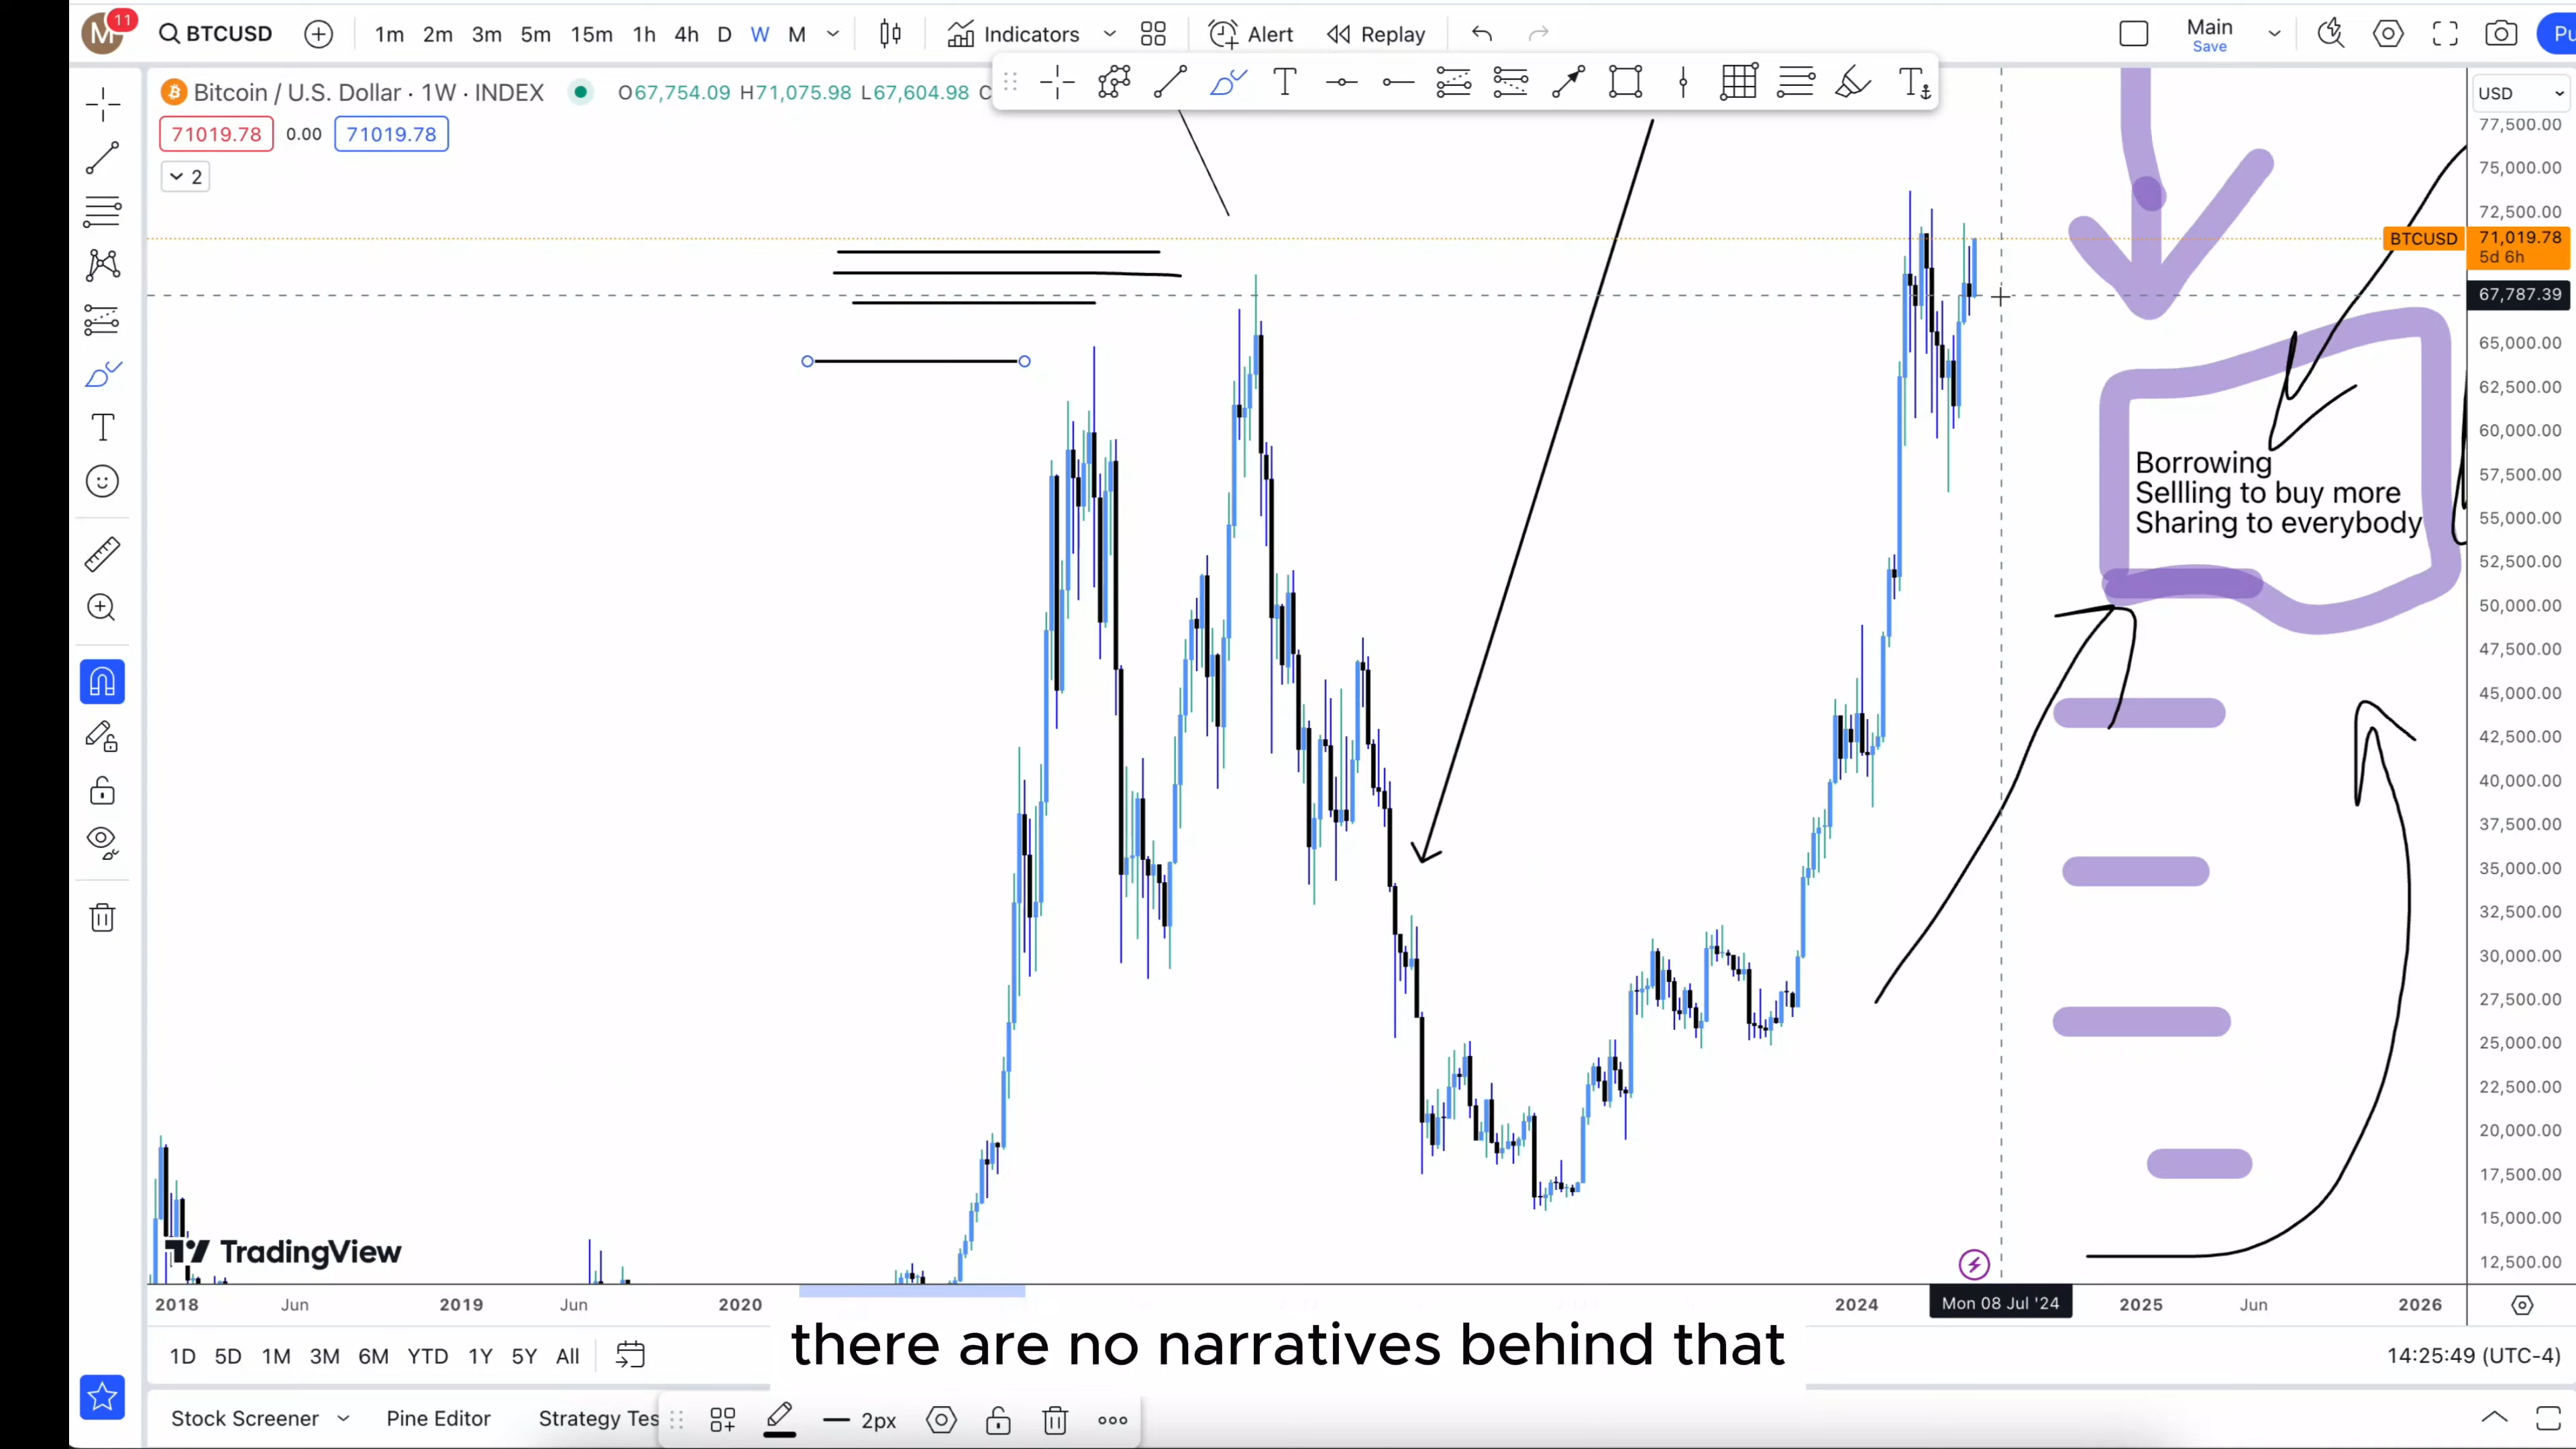 M 11 BTCUSD 1m 2m 3m 5m 15m 1h 4h D W M Indicators Alert Replay Main Save Pu
Bitcoin / U.S. Dollar · 1W · INDEX O67,754.09 H71,075.98 L67,604.98 C
71019.78 0.00 71019.78
2
USD
77,500.00
75,000.00
72,500.00
BTCUSD 71,019.78
5d 6h
67,787.39
65,000.00
62,500.00
60,000.00
57,500.00
55,000.00
52,500.00
50,000.00
47,500.00
45,000.00
42,500.00
40,000.00
37,500.00
35,000.00
32,500.00
30,000.00
27,500.00
25,000.00
22,500.00
20,000.00
17,500.00
15,000.00
12,500.00
Borrowing
Sellling to buy more
Sharing to everybody
TradingView
2018 Jun 2019 Jun 2020 2024 Mon 08 Jul '24 2025 Jun 2026
there are no narratives behind that
1D 5D 1M 3M 6M YTD 1Y 5Y All 14:25:49 (UTC-4)
Stock Screener Pine Editor Strategy Tes 2px